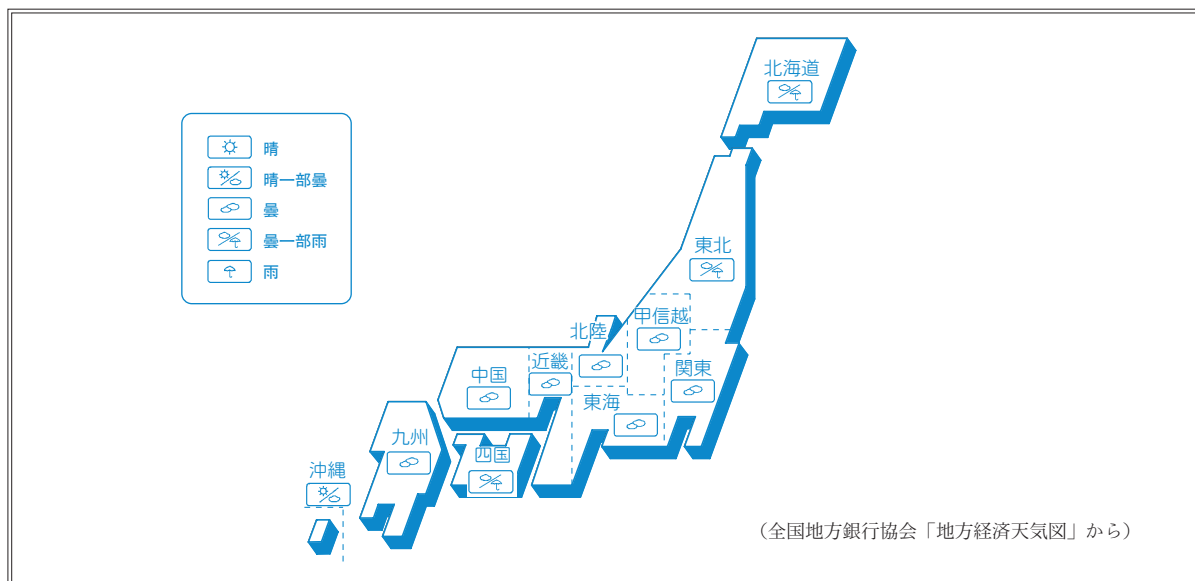 晴
晴一部曇
曇
曇一部雨
雨
北海道
東北
甲信越
北陸
近畿
中国
関東
東海
九州
四国
沖縄
(全国地方銀行協会「地方経済天気図」から)